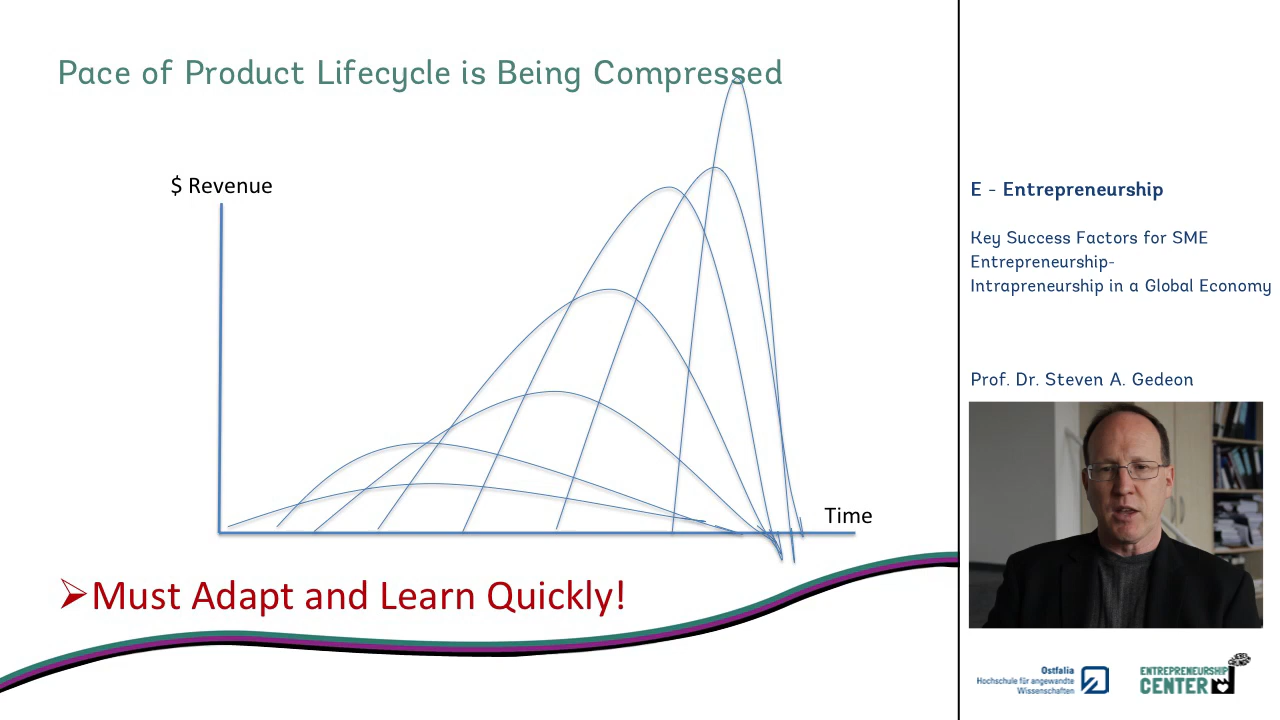 Pace of Product Lifecycle is Being Compressed
$ Revenue
Time
Must Adapt and Learn Quickly!
E - Entrepreneurship
Key Success Factors for SME
Entrepreneurship-
Intrapreneurship in a Global Economy
Prof. Dr. Steven A. Gedeon
Ostfalia
Hochschule für angewandte
Wissenschaften
ENTREPRENEURSHIP
CENTER